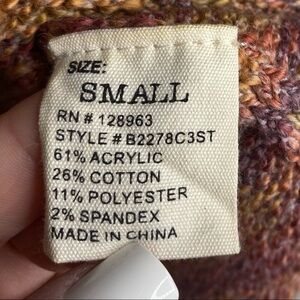 SIZE:
SMALL
RN # 128963
STYLE # B2278C3ST
61% ACRYLIC
26% COTTON
11% POLYESTER
2% SPANDEX
MADE IN CHINA